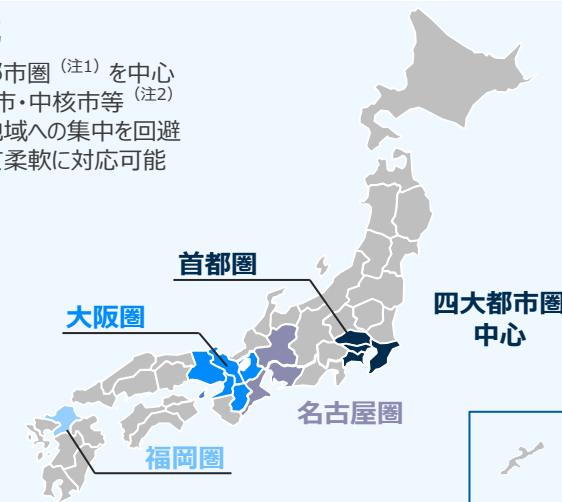 都市圏（注1）を中心
市・中核市等（注2）
地域への集中を回避
て柔軟に対応可能
首都圏
大阪圏
四大都市圏
中心
名古屋圏
福岡圏